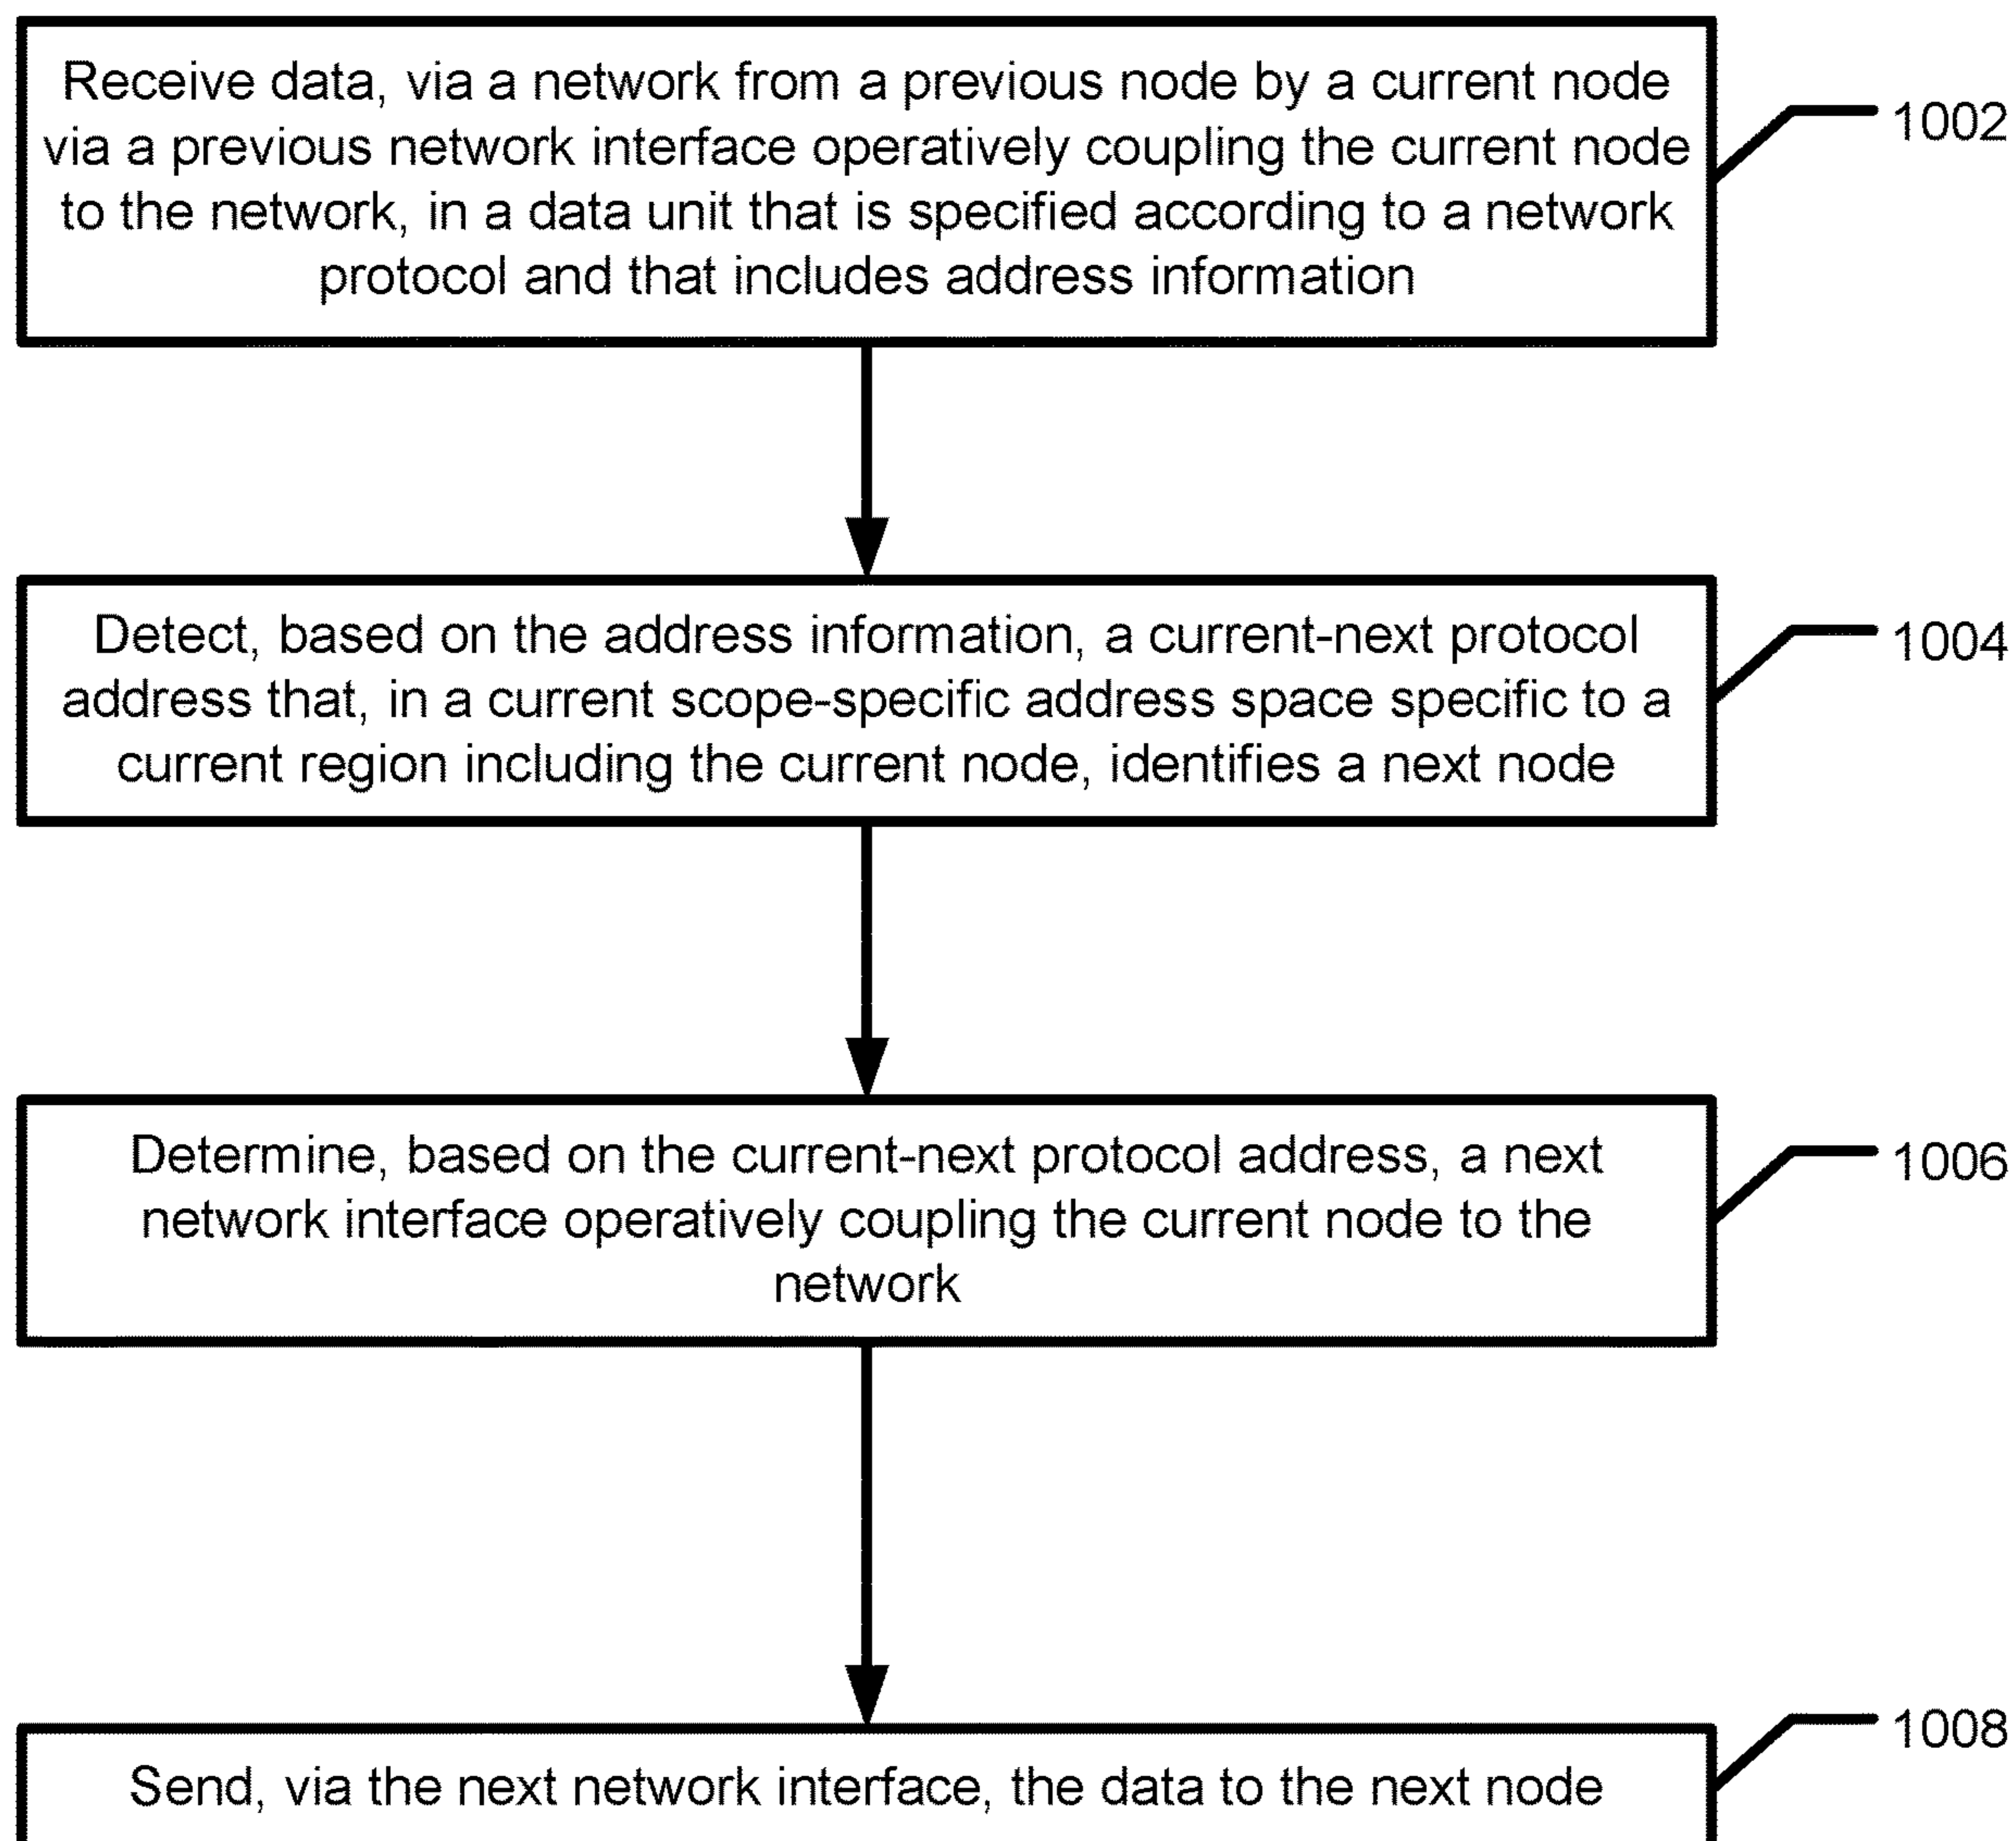 Receive data, via a network from a previous node by a current node
via a previous network interface operatively coupling the current node
to the network, in a data unit that is specified according to a network
protocol and that includes address information
1002
Detect, based on the address information, a current-next protocol
address that, in a current scope-specific address space specific to a
current region including the current node, identifies a next node
1004
Determine, based on the current-next protocol address, a next
network interface operatively coupling the current node to the
network
1006
Send, via the next network interface, the data to the next node
1008